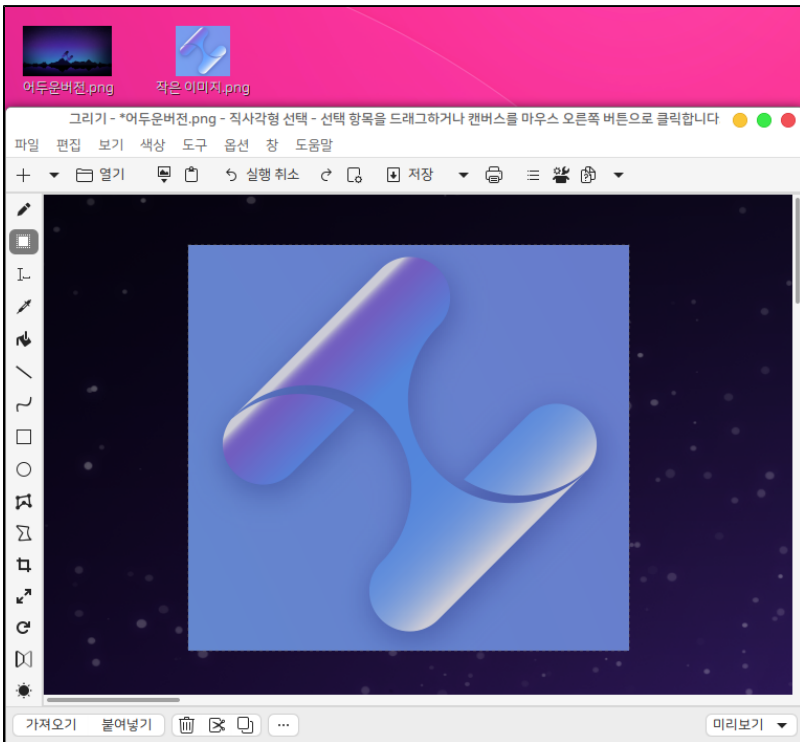 어두운버전.png
작은 이미지.png
그리기 - *어두운버전.png - 직사각형 선택 - 선택 항목을 드래그하거나 캔버스를 마우스 오른쪽 버튼으로 클릭합니다
파일 편집 보기 색상 도구 옵션 창 도움말
열기 실행 취소 저장
가져오기 붙여넣기 미리보기